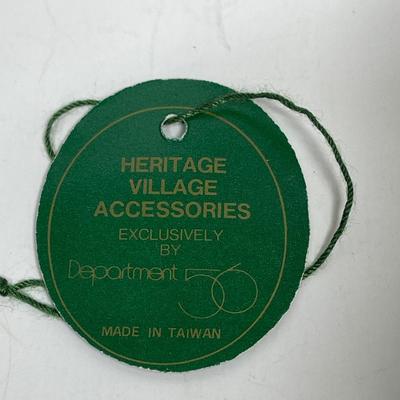 HERITAGE
VILLAGE
ACCESSORIES
EXCLUSIVELY
BY
Department 56
MADE IN TAIWAN